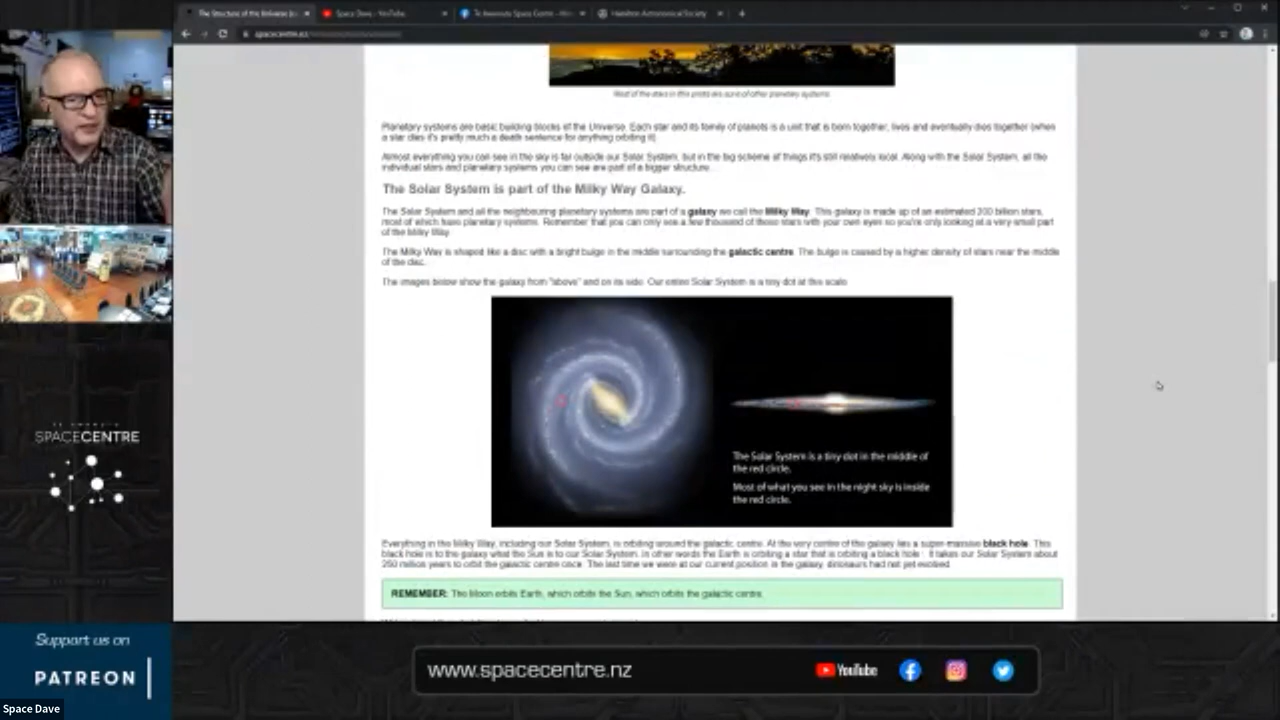 The Structure of the Universe
Space Dave - YouTube
Te Awamutu Space Centre -
Hamilton Astronomical Society
spacecentre.nz
Most of the stars in this photo are suns of other planetary systems.
Planetary systems are basic building blocks of the Universe. Each star and its family of planets is a unit that is born together, lives and eventually dies together (when
a star dies it's pretty much a death sentence for anything orbiting it).
Almost everything you can see in the sky is far outside our Solar System, but in the big scheme of things it's still relatively local. Along with the Solar System, all the
individual stars and planetary systems you can see are part of a bigger structure.
The Solar System is part of the Milky Way Galaxy.
The Solar System and all the neighbouring planetary systems are part of a galaxy we call the Milky Way. This galaxy is made up of an estimated 200 billion stars,
most of which have planetary systems. Remember that you can only see a few thousand of these stars with your own eyes so you're only looking at a very small part
of the Milky Way.
The Milky Way is shaped like a disc with a bright bulge in the middle surrounding the galactic centre. The bulge is caused by a higher density of stars near the middle
of the disc.
The images below show the galaxy from "above" and on its side. Our entire Solar System is a tiny dot at this scale.
The Solar System is a tiny dot in the middle of
the red circle.
Most of what you see in the night sky is inside
the red circle.
Everything in the Milky Way, including our Solar System, is orbiting around the galactic centre. At the very centre of the galaxy lies a super-massive black hole. This
black hole is to the galaxy what the Sun is to our Solar System. In other words the Earth is orbiting a star that is orbiting a black hole. It takes our Solar System about
250 million years to orbit the galactic centre once. The last time we were at our current position in the galaxy, dinosaurs had not yet evolved.
REMEMBER: The Moon orbits Earth, which orbits the Sun, which orbits the galactic centre.
SPACECENTRE
Support us on
PATREON
www.spacecentre.nz
YouTube
Space Dave